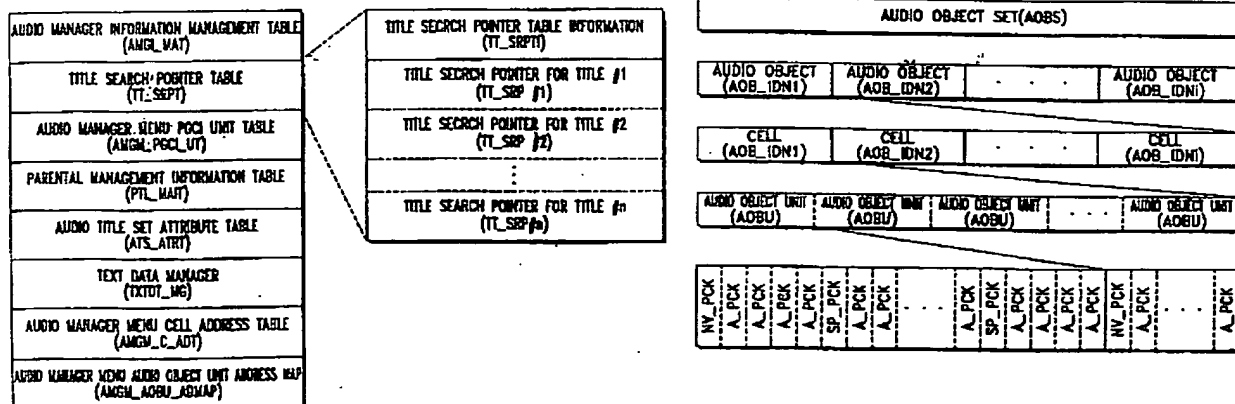 AUDIO MANAGER INFORMATION MANAGEMENT TABLE
(AMGI_MAT)
TITLE SEARCH POINTER TABLE
(TT_SRPT)
AUDIO MANAGER MENU PGCI UNIT TABLE
(AMGM_PGCI_UT)
PARENTAL MANAGEMENT INFORMATION TABLE
(PTL_MAIT)
AUDIO TITLE SET ATTRIBUTE TABLE
(ATS_ATRT)
TEXT DATA MANAGER
(TXTDT_MG)
AUDIO MANAGER MENU CELL ADDRESS TABLE
(AMGM_C_ADT)
AUDIO MANAGER MENU AUDIO OBJECT UNIT ADDRESS MAP
(AMGM_AOBU_ADMAP)
TITLE SECRCH POINTER TABLE INFORMATION
(TT_SRPTI)
TITLE SECRCH POINTER FOR TITLE #1
(TT_SRP #1)
TITLE SECRCH POINTER FOR TITLE #2
(TT_SRP #2)
TITLE SEARCH POINTER FOR TITLE #n
(TT_SRP#n)
AUDIO OBJECT SET(AOBS)
AUDIO OBJECT AUDIO OBJECT . . . AUDIO OBJECT
(AOB_IDN1) (AOB_IDN2) (AOB_IDNi)
CELL CELL . . . CELL
(AOB_IDN1) (AOB_IDN2) (AOB_IDNi)
AUDIO OBJECT UNIT AUDIO OBJECT UNIT AUDIO OBJECT UNIT . . . AUDIO OBJECT UNIT
(AOBU) (AOBU) (AOBU) (AOBU)
NV_PCK A_PCK A_PCK A_PCK A_PCK SP_PCK A_PCK A_PCK . . . A_PCK SP_PCK A_PCK A_PCK A_PCK A_PCK NV_PCK A_PCK . . . A_PCK